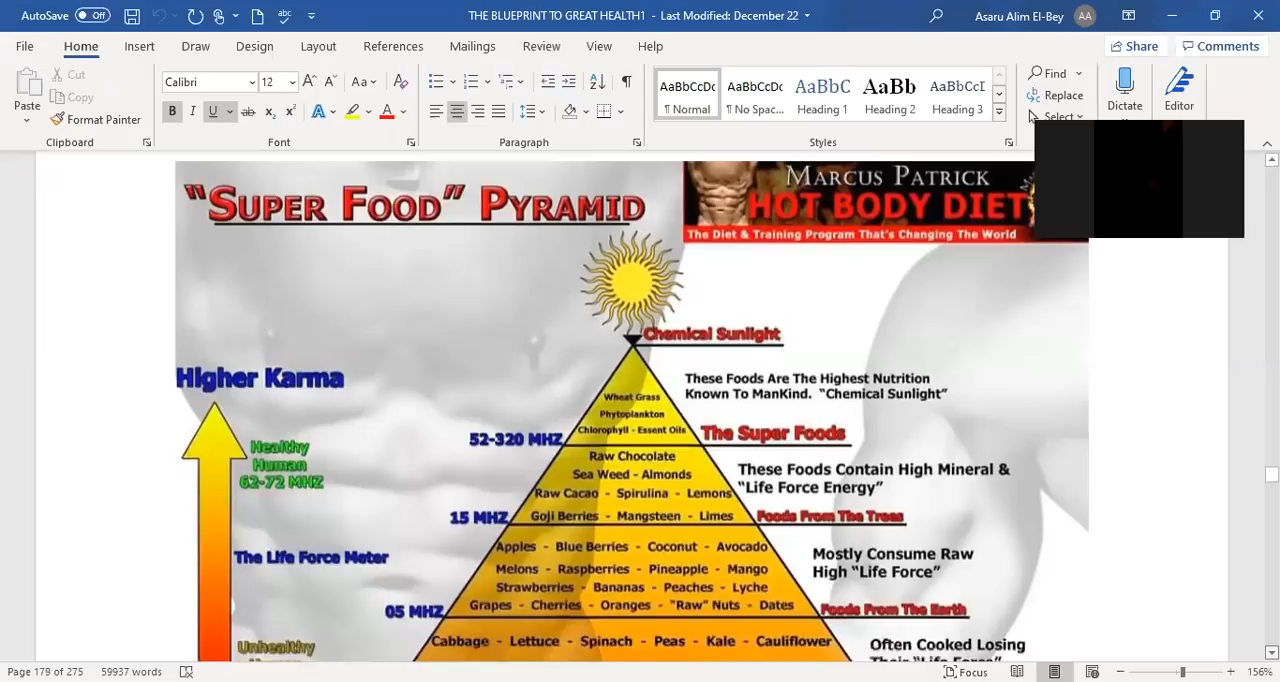 AutoSave Off
THE BLUEPRINT TO GREAT HEALTH1 - Last Modified: December 22
Asaru Alim El-Bey AA
File Home Insert Draw Design Layout References Mailings Review View Help
Share Comments
Paste
Cut
Copy
Format Painter
Calibri 12
AaBbCcDc AaBbCcDc AaBbC AaBb AaBbCcI
¶ Normal ¶ No Spac... Heading 1 Heading 2 Heading 3
Find
Replace
Select
Dictate
Editor
Clipboard Font Paragraph Styles
"SUPER FOOD" PYRAMID
MARCUS PATRICK
HOT BODY DIET
The Diet & Training Program That's Changing The World
Chemical Sunlight
Higher Karma
These Foods Are The Highest Nutrition
Known To ManKind. "Chemical Sunlight"
Wheat Grass
Phytoplankton
Chlorophyll - Essent Oils
52-320 MHZ
The Super Foods
Healthy
Human
62-72 MHZ
Raw Chocolate
Sea Weed - Almonds
Raw Cacao - Spirulina - Lemons
Goji Berries - Mangsteen - Limes
These Foods Contain High Mineral &
"Life Force Energy"
15 MHZ
Foods From The Trees
The Life Force Meter
Apples - Blue Berries - Coconut - Avocado
Melons - Raspberries - Pineapple - Mango
Strawberries - Bananas - Peaches - Lyche
Grapes - Cherries - Oranges - "Raw" Nuts - Dates
Mostly Consume Raw
High "Life Force"
05 MHZ
Foods From The Earth
Unhealthy
Cabbage - Lettuce - Spinach - Peas - Kale - Cauliflower
Often Cooked Losing
Their "Life Force"
Page 179 of 275 59937 words
Focus
156%